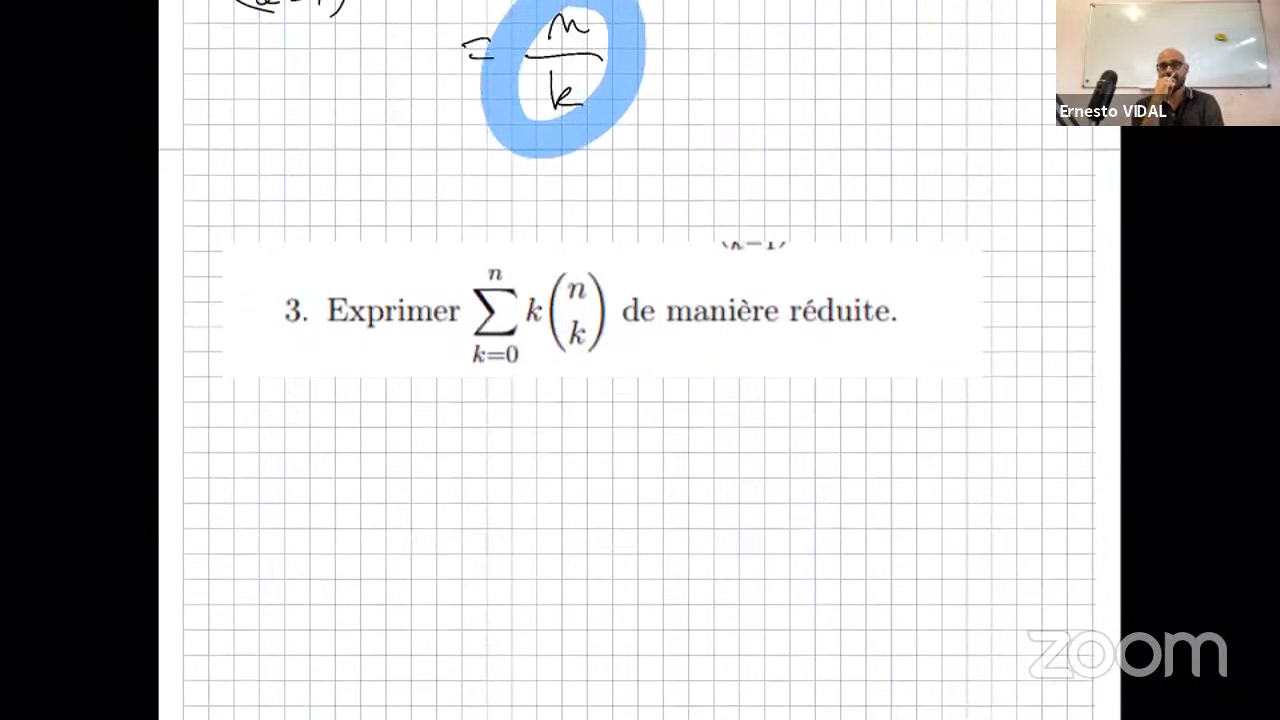 = n/k
Ernesto VIDAL
3. Exprimer $\sum_{k=0}^{n} k \binom{n}{k}$ de manière réduite.
zoom